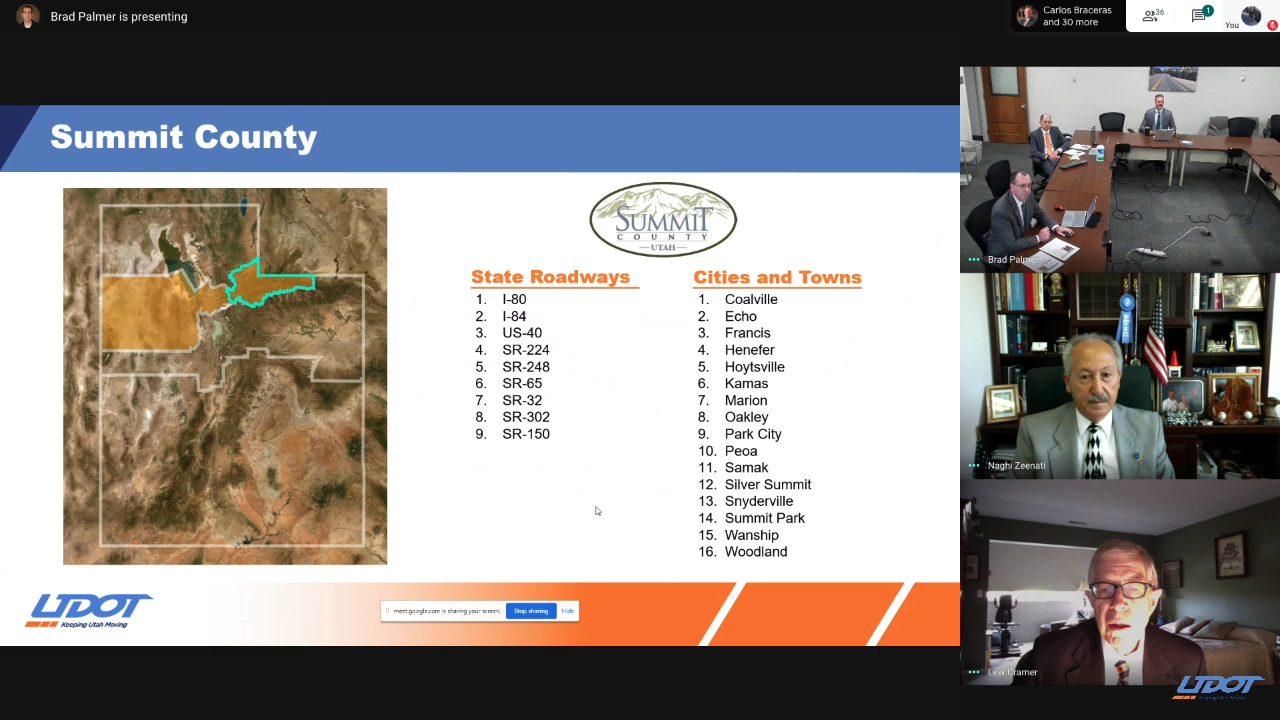 Brad Palmer is presenting
Carlos Braceras
and 30 more
36
1
You
Summit County
SUMMIT
COUNTY
UTAH
State Roadways
1. I-80
2. I-84
3. US-40
4. SR-224
5. SR-248
6. SR-65
7. SR-32
8. SR-302
9. SR-150
Cities and Towns
1. Coalville
2. Echo
3. Francis
4. Henefer
5. Hoytsville
6. Kamas
7. Marion
8. Oakley
9. Park City
10. Peoa
11. Samak
12. Silver Summit
13. Snyderville
14. Summit Park
15. Wanship
16. Woodland
UDOT
Keeping Utah Moving
meet.google.com is sharing your screen.
Stop sharing
Hide
Brad Palmer
Naghi Zeenati
Lew Cramer
UDOT